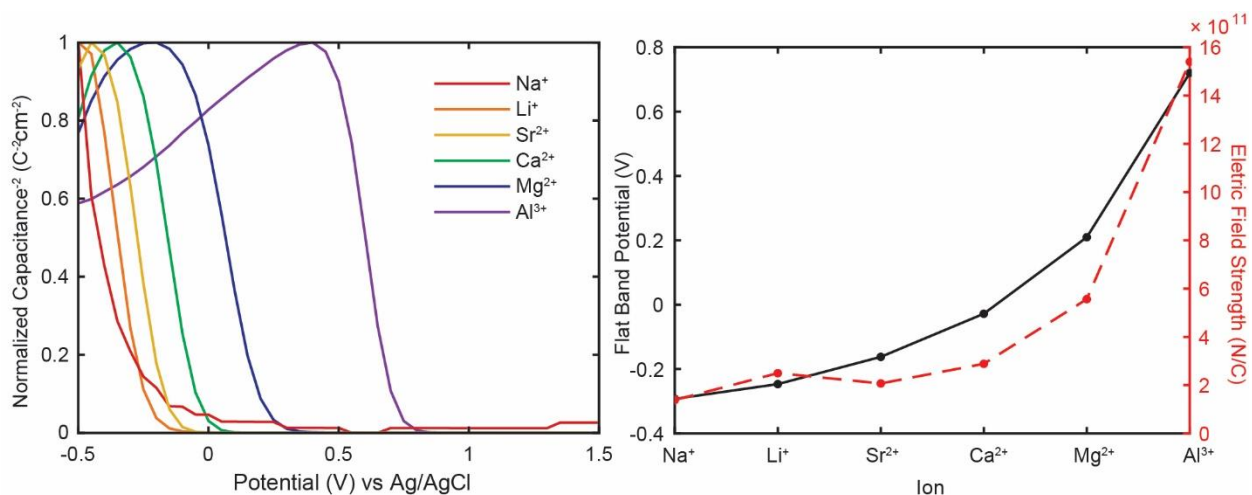 1
0.8
0.6
0.4
0.2
0
-0.5
0
0.5
1
1.5
Normalized Capacitance⁻² (C⁻²cm⁻²)
Potential (V) vs Ag/AgCl
Na⁺
Li⁺
Sr²⁺
Ca²⁺
Mg²⁺
Al³⁺
0.8
0.6
0.4
0.2
0
-0.2
-0.4
Flat Band Potential (V)
Na⁺
Li⁺
Sr²⁺
Ca²⁺
Mg²⁺
Al³⁺
Ion
× 10¹¹
16
14
12
10
8
6
4
2
0
Eletric Field Strength (N/C)